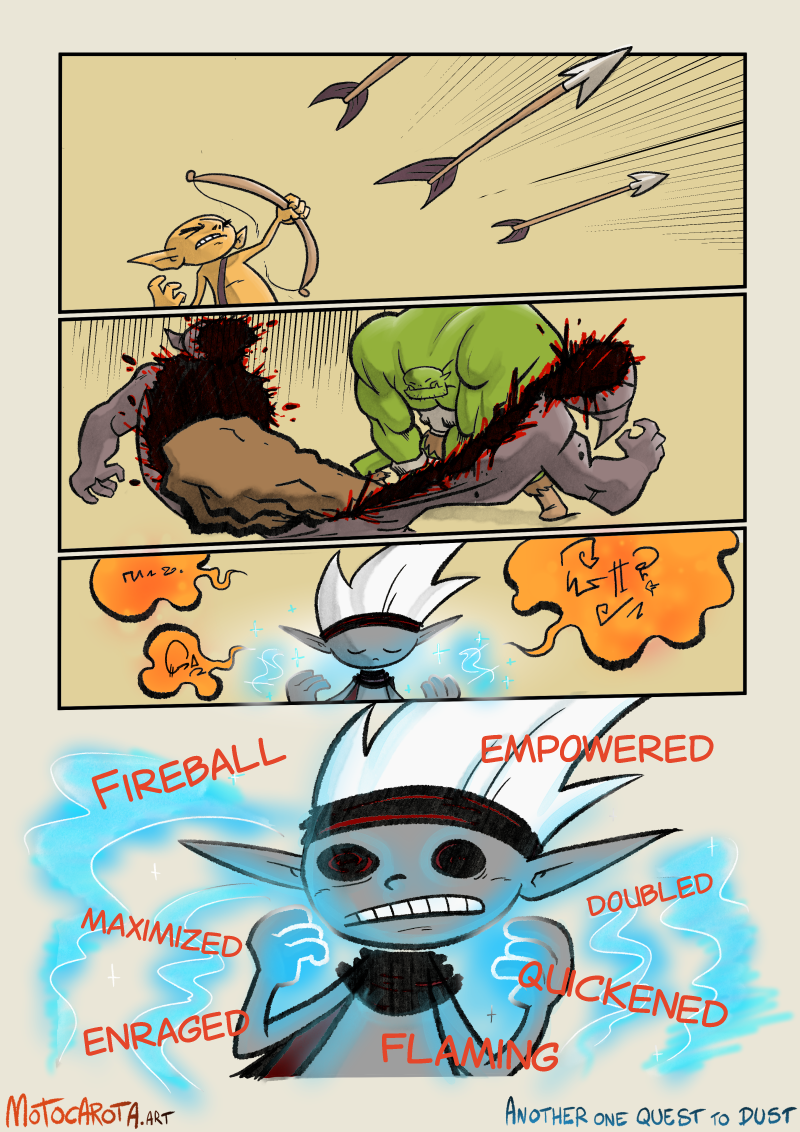 FIREBALL
EMPOWERED
MAXIMIZED
DOUBLED
ENRAGED
QUICKENED
FLAMING
MOTOCAROTA.ART
ANOTHER ONE QUEST TO DUST